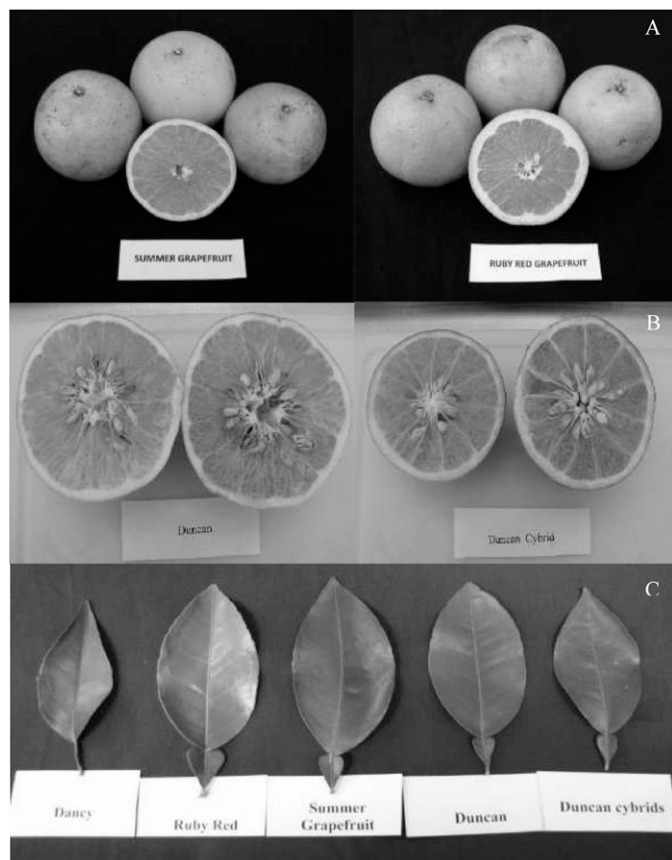 A
SUMMER GRAPEFRUIT
RUBY RED GRAPEFRUIT
B
Duncan
Duncan Cybrid
C
Dancy
Ruby Red
Summer
Grapefruit
Duncan
Duncan cybrids